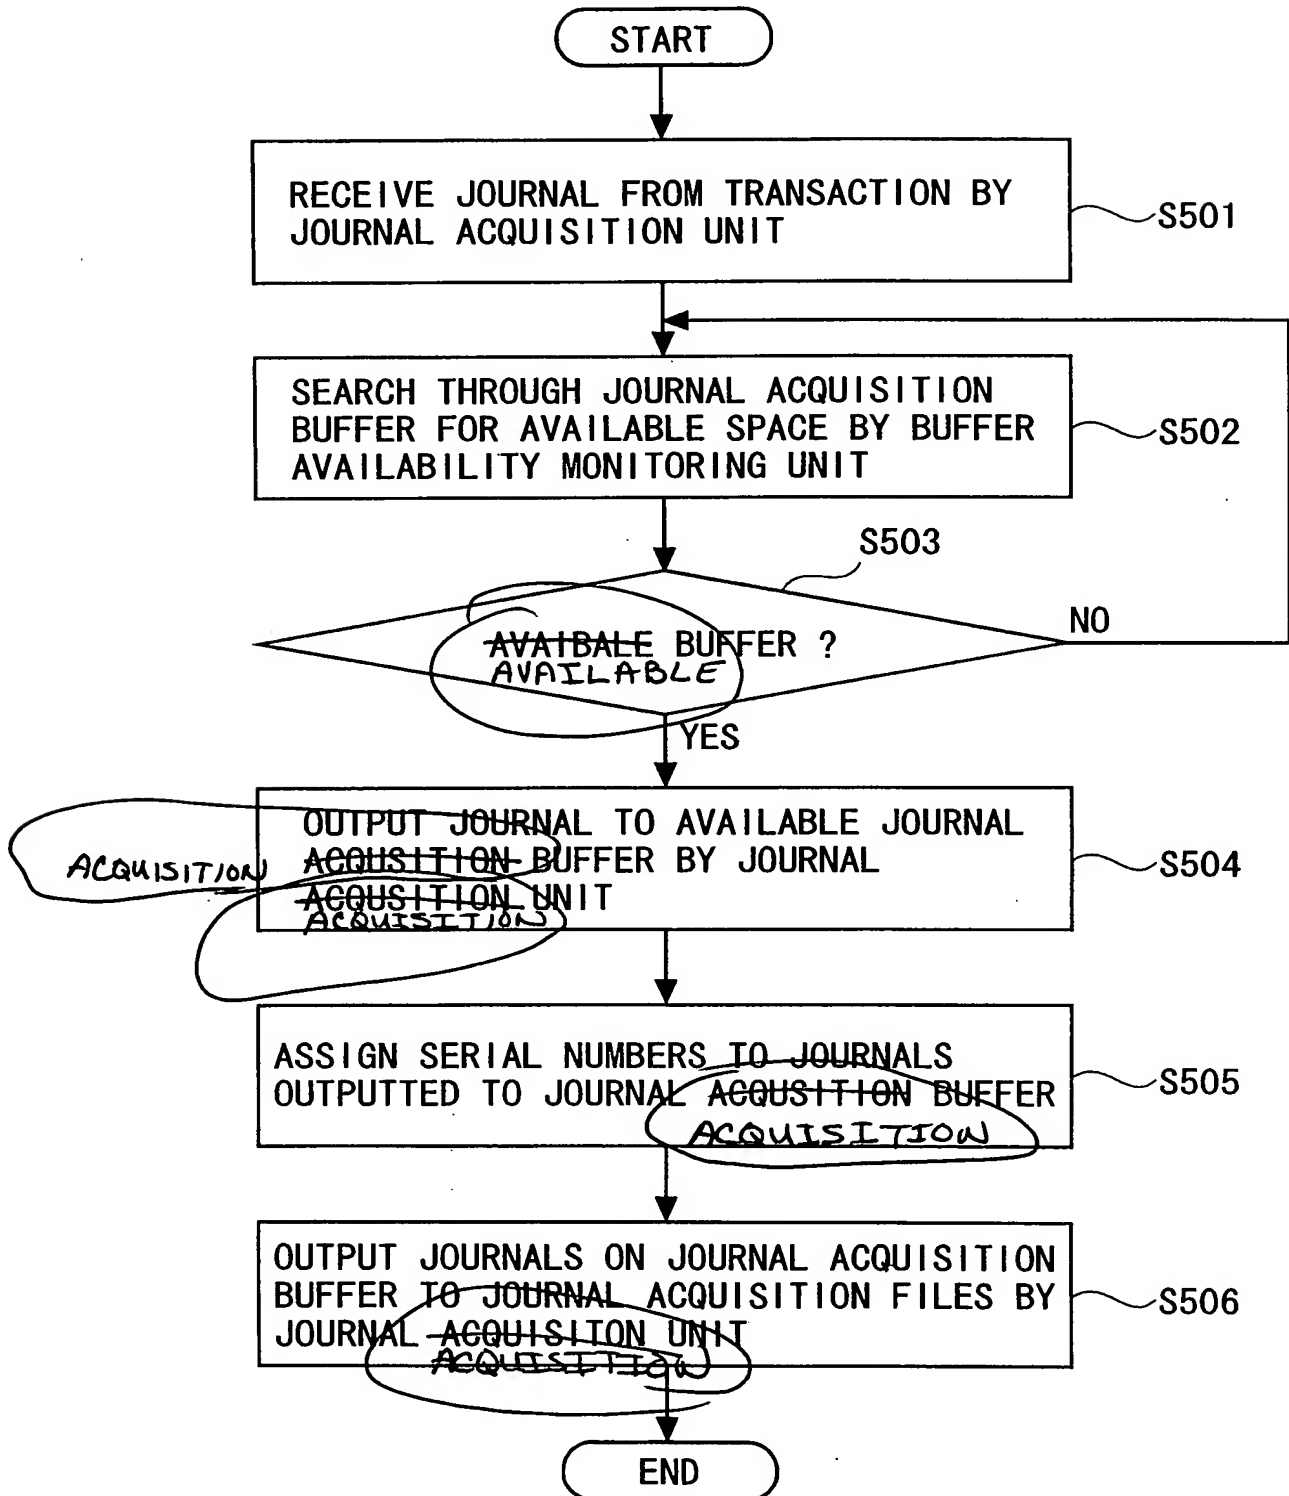 START
RECEIVE JOURNAL FROM TRANSACTION BY
JOURNAL ACQUISITION UNIT
S501
SEARCH THROUGH JOURNAL ACQUISITION
BUFFER FOR AVAILABLE SPACE BY BUFFER
AVAILABILITY MONITORING UNIT
S502
S503
AVAIBALE BUFFER ?
AVAILABLE
NO
YES
OUTPUT JOURNAL TO AVAILABLE JOURNAL
ACQUISITION ACQUSITION BUFFER BY JOURNAL
ACQUSITION UNIT
ACQUISITION
S504
ASSIGN SERIAL NUMBERS TO JOURNALS
OUTPUTTED TO JOURNAL ACQUSITION BUFFER
ACQUISITION
S505
OUTPUT JOURNALS ON JOURNAL ACQUISITION
BUFFER TO JOURNAL ACQUISITION FILES BY
JOURNAL ACQUISITON UNIT
ACQUISITION
S506
END